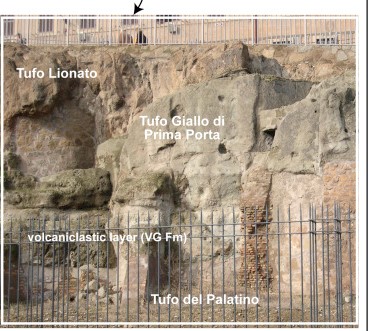 Tufo Lionato
Tufo Giallo di
Prima Porta
volcaniclastic layer (VG Fm)
Tufo del Palatino